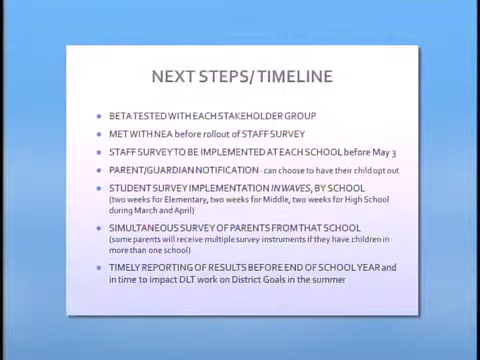 NEXT STEPS/ TIMELINE
BETA TESTED WITH EACH STAKEHOLDER GROUP
MET WITH NEA before rollout of STAFF SURVEY
STAFF SURVEY TO BE IMPLEMENTED AT EACH SCHOOL before May 3
PARENT/GUARDIAN NOTIFICATION - can choose to have their child opt out
STUDENT SURVEY IMPLEMENTATION IN WAVES, BY SCHOOL
(two weeks for Elementary, two weeks for Middle, two weeks for High School
during March and April)
SIMULTANEOUS SURVEY OF PARENTS FROM THAT SCHOOL
(some parents will receive multiple survey instruments if they have children in
more than one school)
TIMELY REPORTING OF RESULTS BEFORE END OF SCHOOL YEAR and
in time to impact DLT work on District Goals in the summer